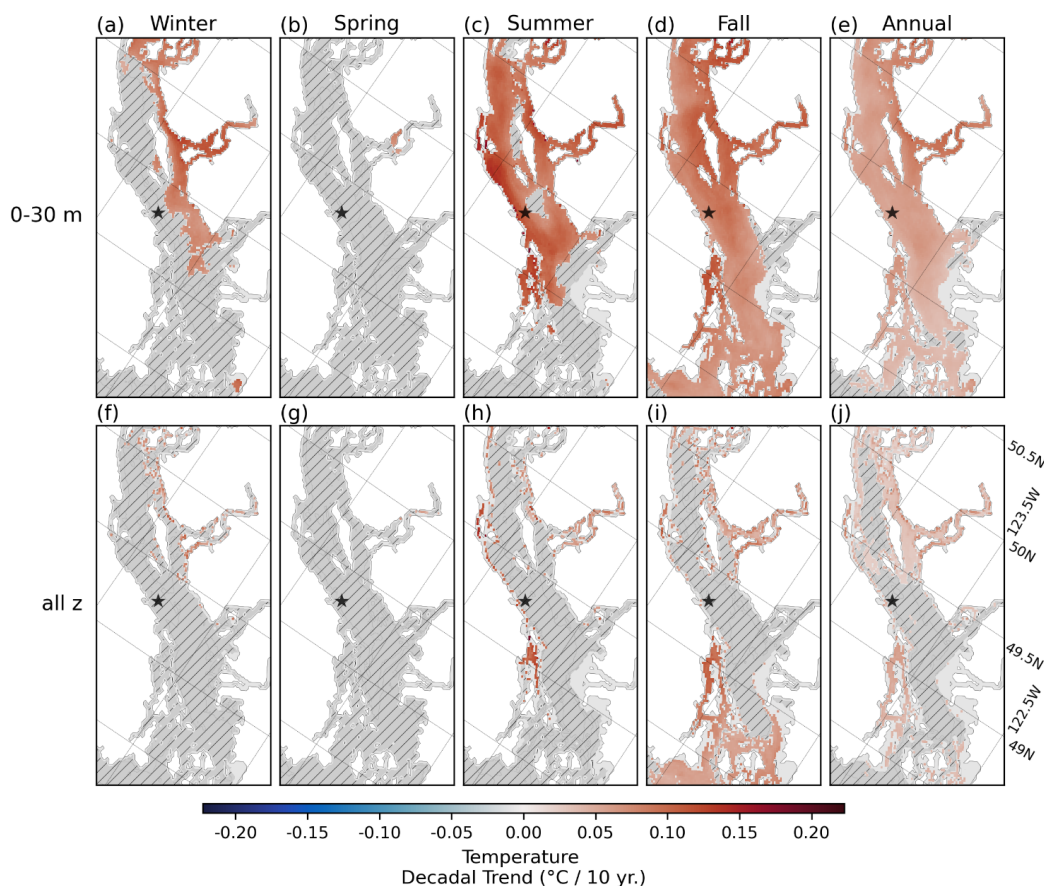 (a) Winter
(b) Spring
(c) Summer
(d) Fall
(e) Annual
0-30 m
(f)
(g)
(h)
(i)
(j)
all z
50.5N
123.5W
50N
49.5N
122.5W
49N
-0.20 -0.15 -0.10 -0.05 0.00 0.05 0.10 0.15 0.20
Temperature
Decadal Trend (°C / 10 yr.)